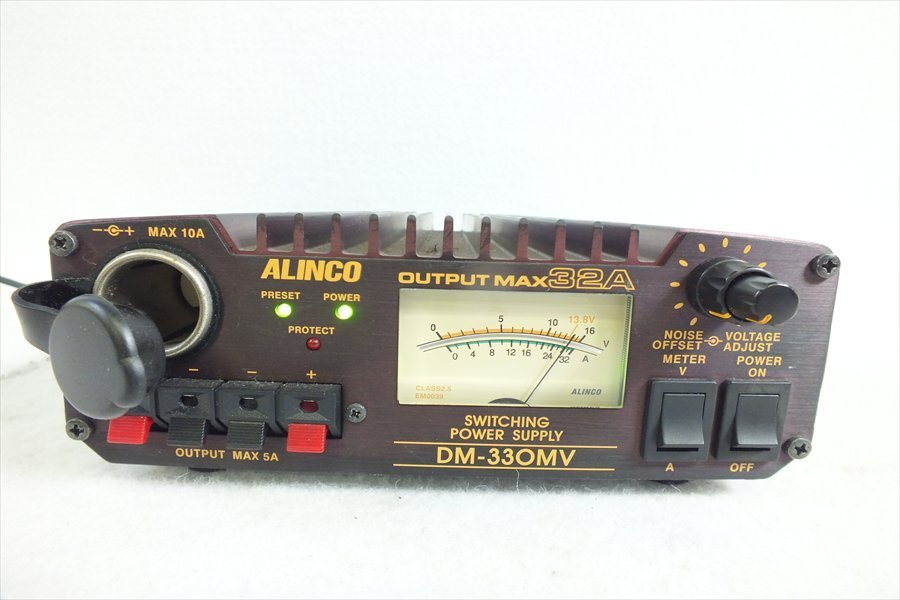 − + MAX 10A
ALINCO
PRESET POWER
PROTECT
− − +
OUTPUT MAX 5A
OUTPUT MAX 32A
13.8V
0 5 10 16 V
0 4 8 12 16 24 32 A
CLASS2.5
EM0039
ALINCO
SWITCHING
POWER SUPPLY
DM-330MV
NOISE OFFSET
VOLTAGE ADJUST
METER
V
A
POWER
ON
OFF